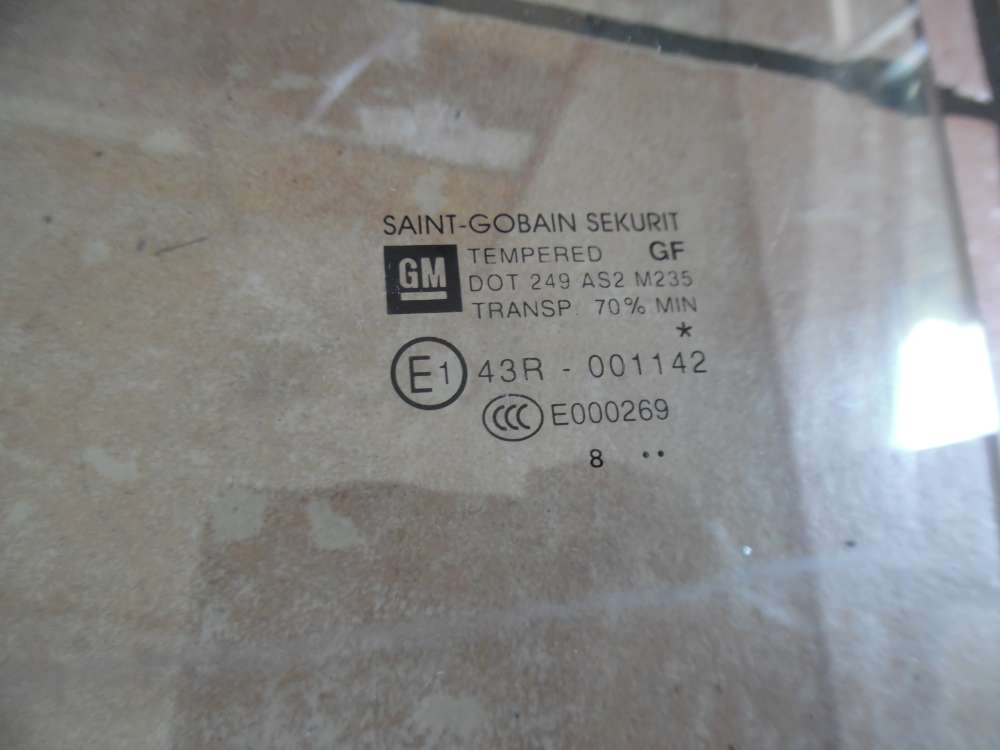 SAINT-GOBAIN SEKURIT
GM TEMPERED GF
DOT 249 AS2 M235
TRANSP. 70% MIN
*
E1 43R - 001142
CCC E000269
8 ..